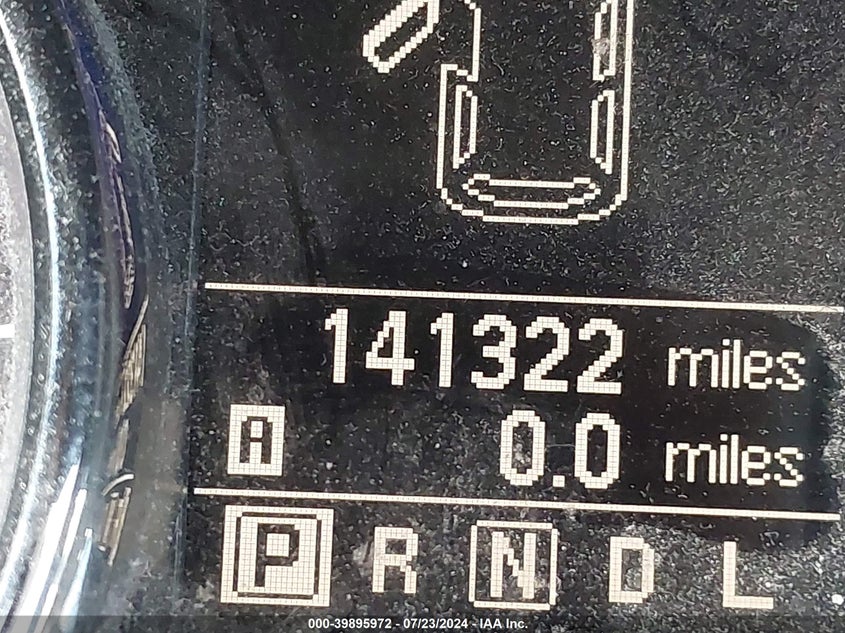 141322 miles
A 0.0 miles
P R N D L
000-39895972 - 07/23/2024 - IAA Inc.